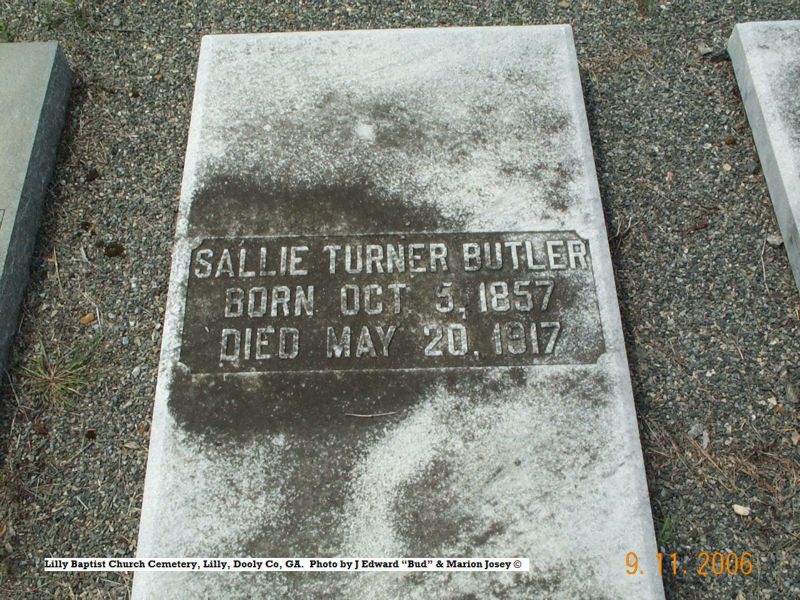 SALLIE TURNER BUTLER
BORN OCT. 5, 1857
DIED MAY 20, 1917
Lilly Baptist Church Cemetery, Lilly, Dooly Co, GA. Photo by J Edward “Bud” & Marion Josey ©
9.11.2006